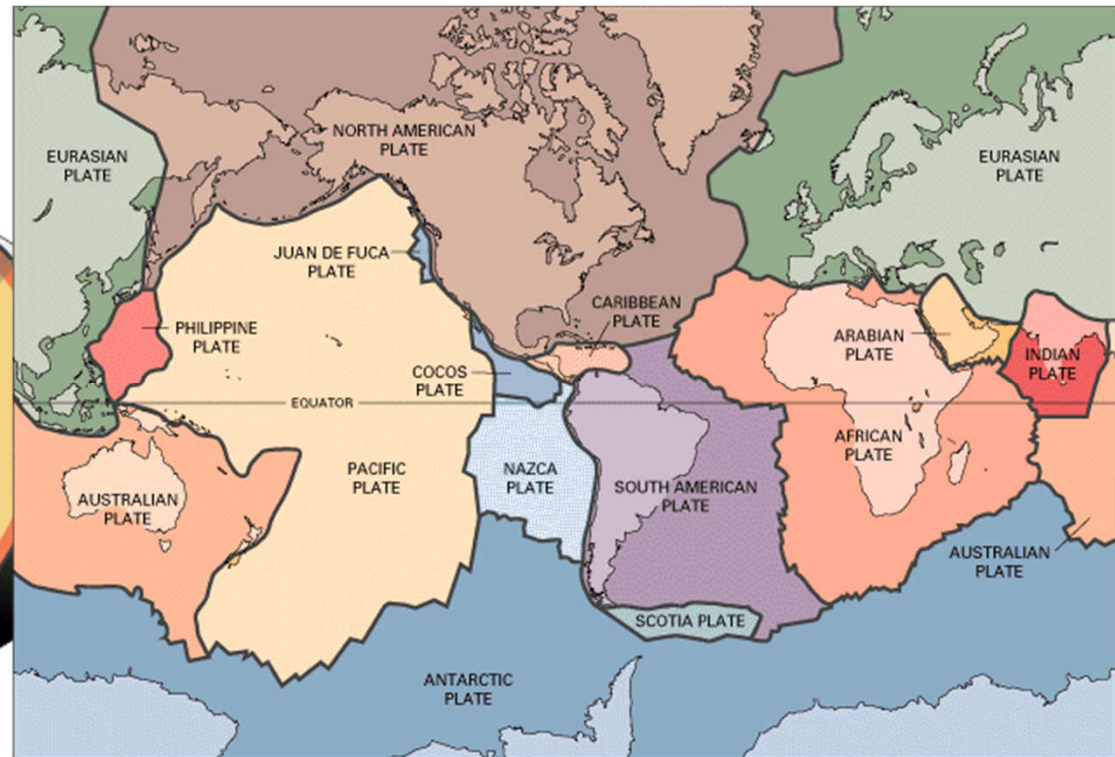 NORTH AMERICAN
PLATE
EURASIAN
PLATE
EURASIAN
PLATE
JUAN DE FUCA
PLATE
CARIBBEAN
PLATE
PHILIPPINE
PLATE
ARABIAN
PLATE
INDIAN
PLATE
COCOS
PLATE
EQUATOR
AFRICAN
PLATE
PACIFIC
PLATE
NAZCA
PLATE
SOUTH AMERICAN
PLATE
AUSTRALIAN
PLATE
AUSTRALIAN
PLATE
SCOTIA PLATE
ANTARCTIC
PLATE